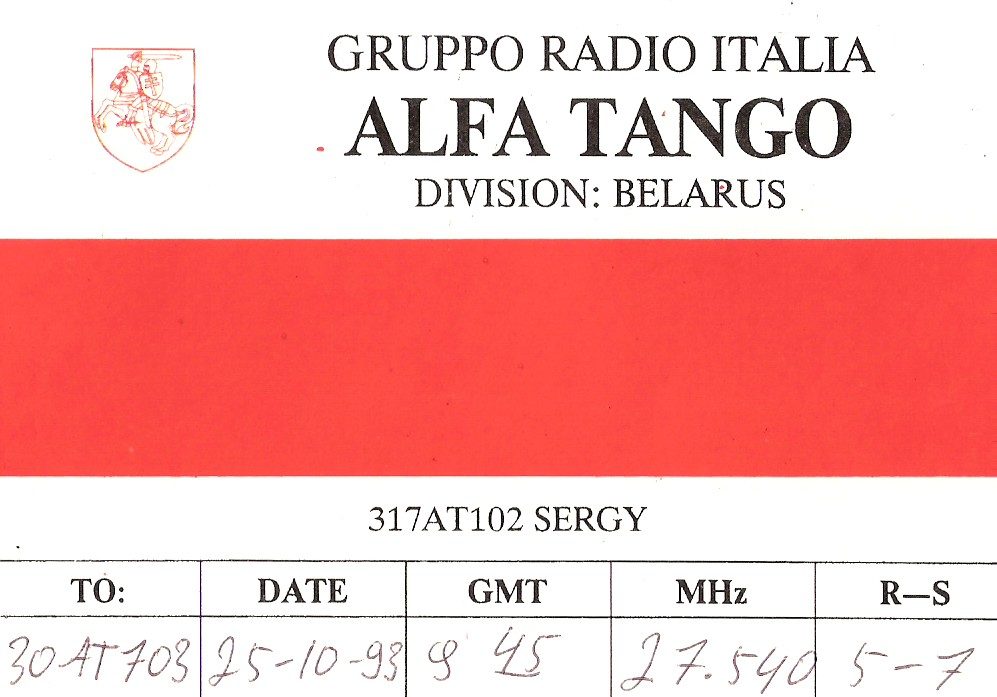 GRUPPO RADIO ITALIA
ALFA TANGO
DIVISION: BELARUS
317AT102 SERGY
TO: DATE GMT MHz R—S
30AT703 25-10-93 9 45 27.540 5-7